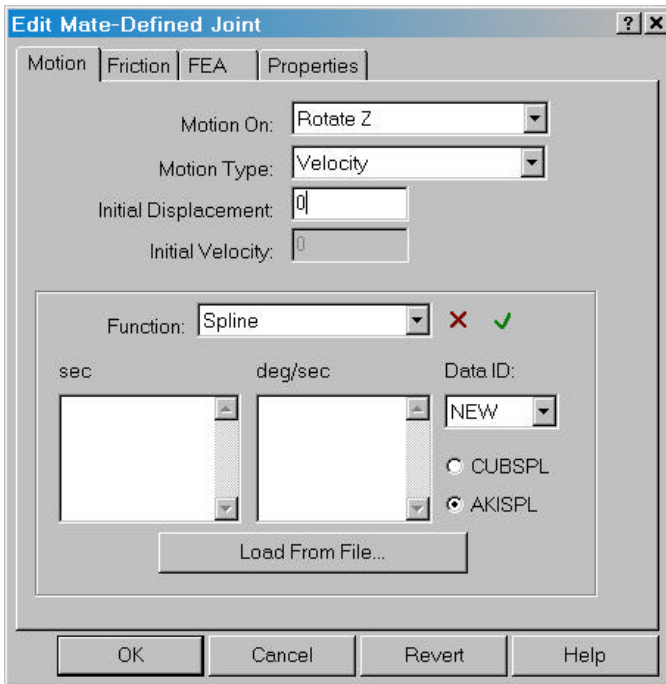 Edit Mate-Defined Joint ? ×
Motion Friction FEA Properties
Motion On: Rotate Z
Motion Type: Velocity
Initial Displacement: 0
Initial Velocity: 0
Function: Spline
sec deg/sec Data ID:
NEW
CUBSPL
AKISPL
Load From File...
OK Cancel Revert Help